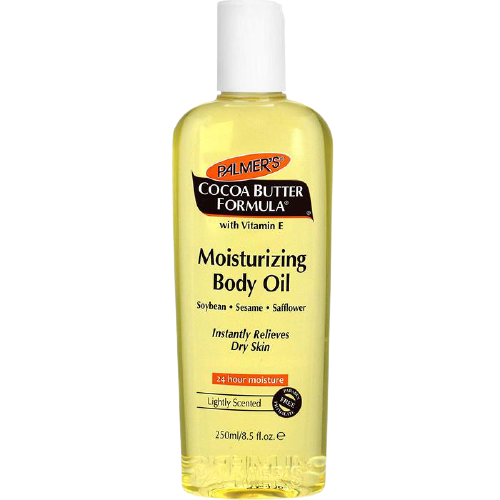 PALMER'S®
COCOA BUTTER
FORMULA®
with Vitamin E
Moisturizing
Body Oil
Soybean • Sesame • Safflower
Instantly Relieves
Dry Skin
24 hour moisture
Lightly Scented
FREE
250ml/8.5 fl.oz. ℮